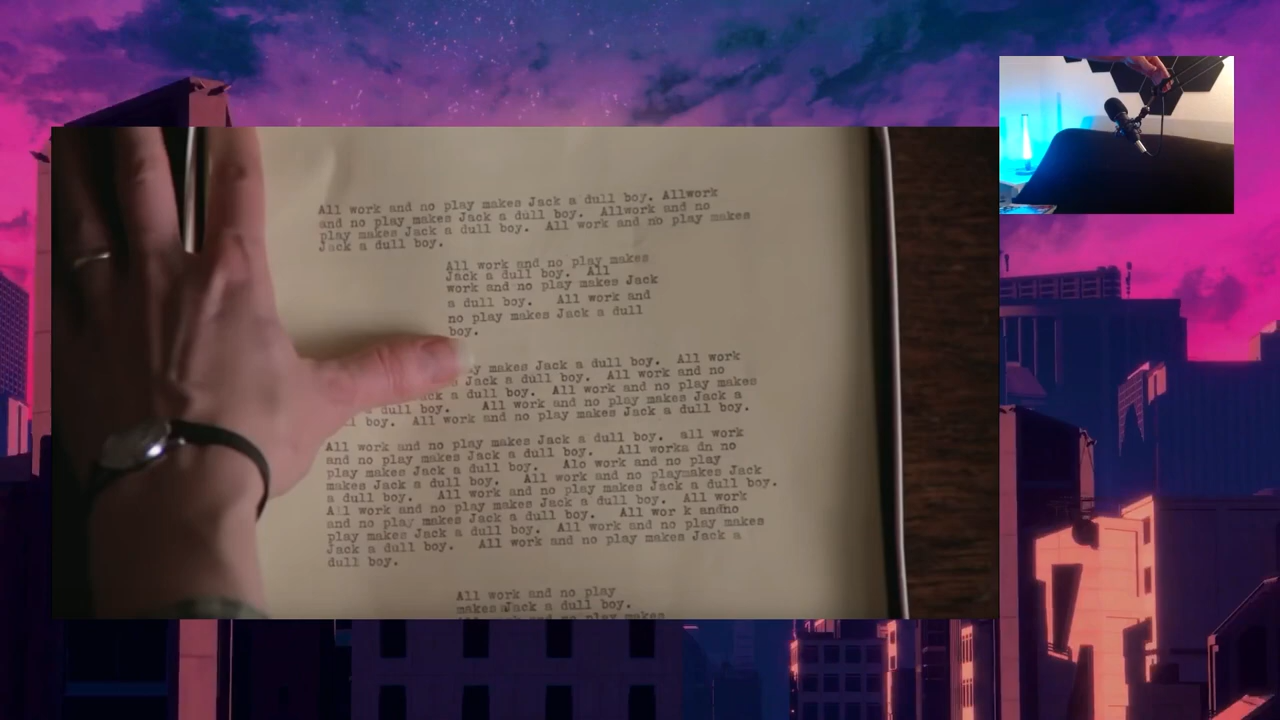 All work and no play makes Jack a dull boy. Allwork
and no play makes Jack a dull boy. Allwork and no
play makes Jack a dull boy. All work and no play makes
Jack a dull boy.
All work and no play makes
Jack a dull boy. All
work and no play makes Jack
a dull boy. All work and
no play makes Jack a dull
boy.
makes Jack a dull boy. All work
Jack a dull boy. All work and no
a dull boy. All work and no play makes
dull boy. All work and no play makes Jack a
boy. All work and no play makes Jack a dull boy.
All work and no play makes Jack a dull boy. all work
and no play makes Jack a dull boy. All worka dn no
play makes Jack a dull boy. Alo work and no play
makes Jack a dull boy. All work and no playmakes Jack
a dull boy. All work and no play makes Jack a dull boy.
All work and no play makes Jack a dull boy. All work
and no play makes Jack a dull boy. All wor k andno
play makes Jack a dull boy. All work and no play makes
Jack a dull boy. All work and no play makes Jack a
dull boy.
All work and no play
makes Jack a dull boy.